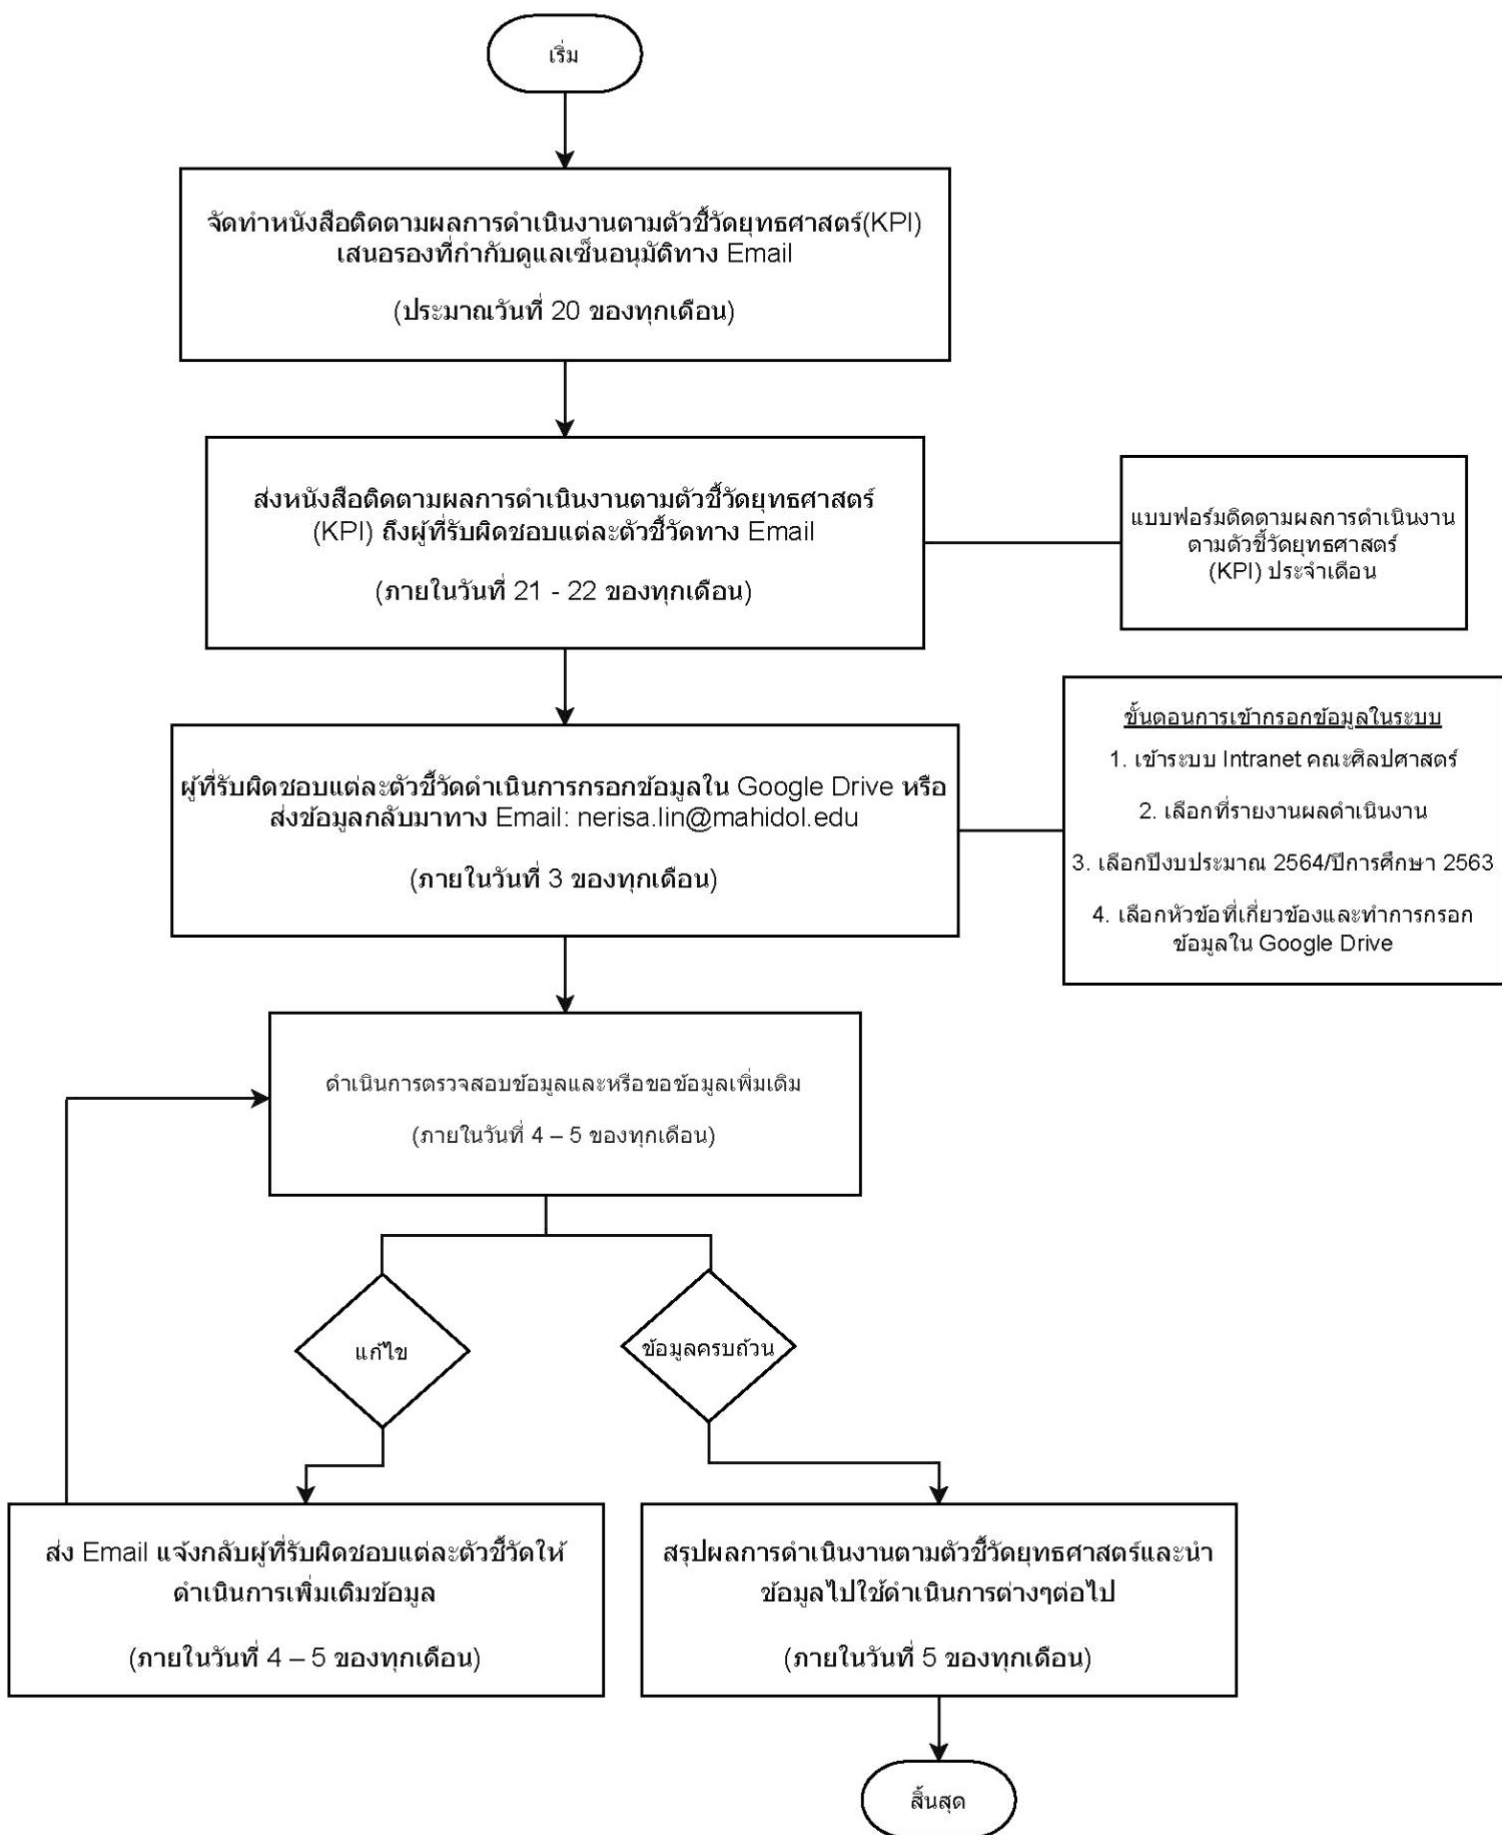 เริ่ม
จัดทำหนังสือติดตามผลการดำเนินงานตามตัวชี้วัดยุทธศาสตร์(KPI)
เสนอรองที่กำกับดูแลเซ็นอนุมัติทาง Email
(ประมาณวันที่ 20 ของทุกเดือน)
ส่งหนังสือติดตามผลการดำเนินงานตามตัวชี้วัดยุทธศาสตร์
(KPI) ถึงผู้ที่รับผิดชอบแต่ละตัวชี้วัดทาง Email
(ภายในวันที่ 21 - 22 ของทุกเดือน)
แบบฟอร์มติดตามผลการดำเนินงาน
ตามตัวชี้วัดยุทธศาสตร์
(KPI) ประจำเดือน
ผู้ที่รับผิดชอบแต่ละตัวชี้วัดดำเนินการกรอกข้อมูลใน Google Drive หรือ
ส่งข้อมูลกลับมาทาง Email: nerisa.lin@mahidol.edu
(ภายในวันที่ 3 ของทุกเดือน)
ขั้นตอนการเข้ากรอกข้อมูลในระบบ
1. เข้าระบบ Intranet คณะศิลปศาสตร์
2. เลือกที่รายงานผลดำเนินงาน
3. เลือกปีงบประมาณ 2564/ปีการศึกษา 2563
4. เลือกหัวข้อที่เกี่ยวข้องและทำการกรอก
ข้อมูลใน Google Drive
ดำเนินการตรวจสอบข้อมูลและหรือขอข้อมูลเพิ่มเติม
(ภายในวันที่ 4 – 5 ของทุกเดือน)
แก้ไข
ข้อมูลครบถ้วน
ส่ง Email แจ้งกลับผู้ที่รับผิดชอบแต่ละตัวชี้วัดให้
ดำเนินการเพิ่มเติมข้อมูล
(ภายในวันที่ 4 – 5 ของทุกเดือน)
สรุปผลการดำเนินงานตามตัวชี้วัดยุทธศาสตร์และนำ
ข้อมูลไปใช้ดำเนินการต่างๆต่อไป
(ภายในวันที่ 5 ของทุกเดือน)
สิ้นสุด